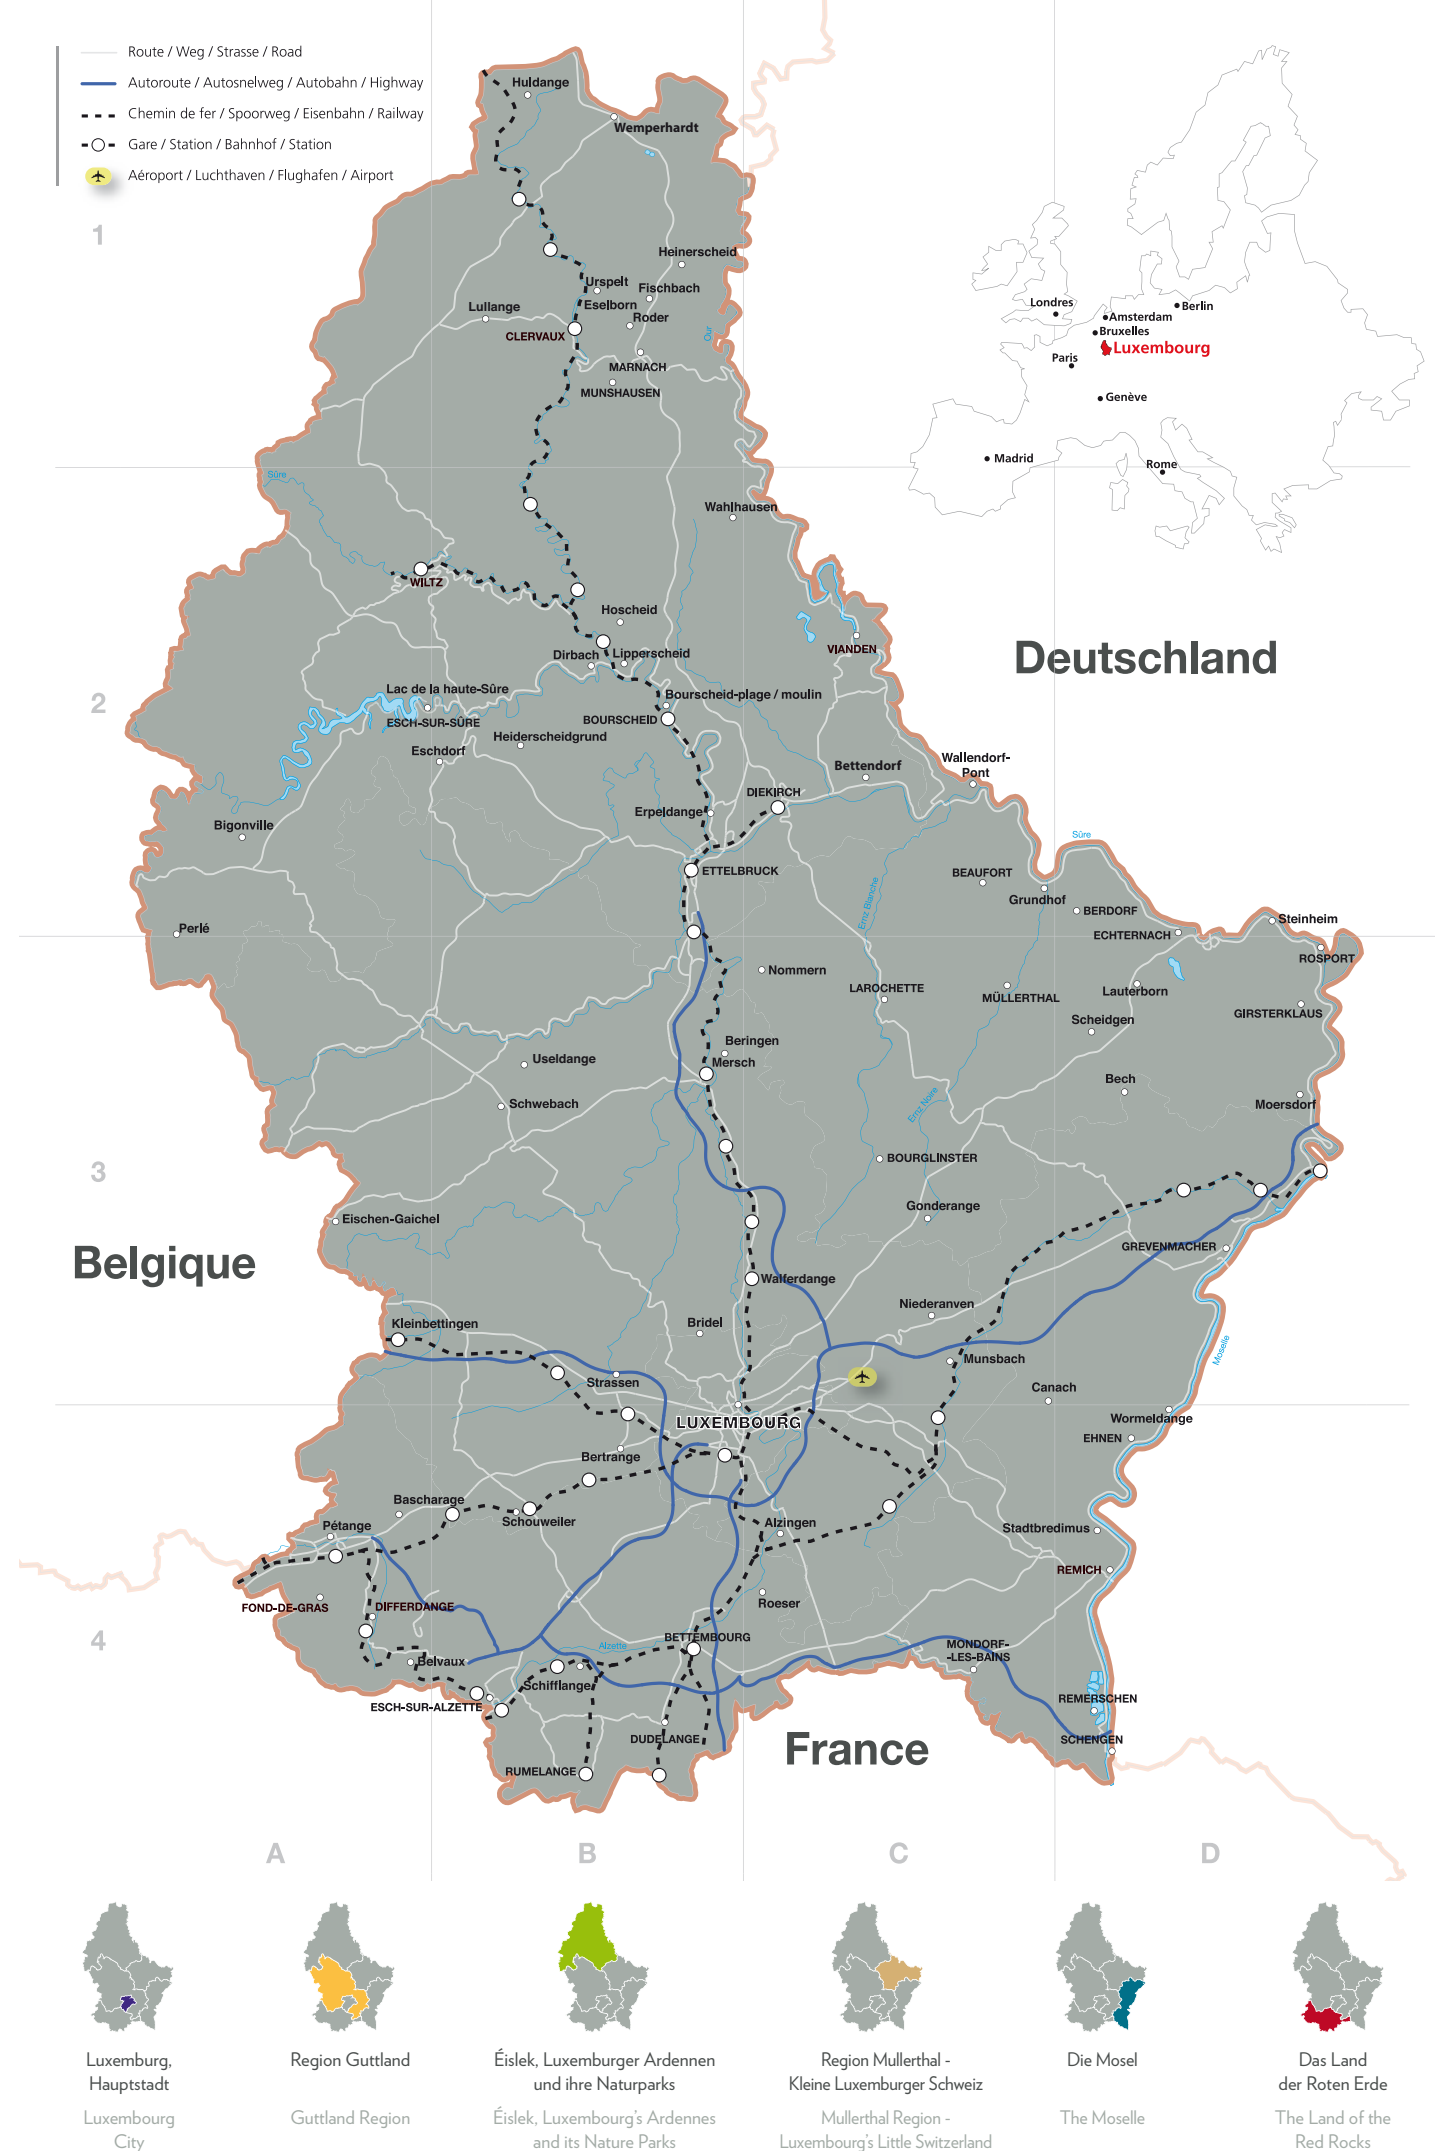 Route / Weg / Strasse / Road
Autoroute / Autosnelweg / Autobahn / Highway
Chemin de fer / Spoorweg / Eisenbahn / Railway
Gare / Station / Bahnhof / Station
Aéroport / Luchthaven / Flughafen / Airport
1
Huldange
Wemperhardt
Heinerscheid
Urspelt
Fischbach
Eselborn
Roder
Lullange
CLERVAUX
Our
MARNACH
MUNSHAUSEN
Londres
Berlin
Amsterdam
Bruxelles
Luxembourg
Paris
Genève
Madrid
Rome
Sûre
Wahlhausen
WILTZ
Hoscheid
Dirbach
Lipperscheid
VIANDEN
Deutschland
2
Lac de la haute-Sûre
Bourscheid-plage / moulin
ESCH-SUR-SÛRE
BOURSCHEID
Heiderscheidgrund
Eschdorf
Bettendorf
Wallendorf-
Pont
DIEKIRCH
Erpeldange
Bigonville
Sûre
ETTELBRUCK
BEAUFORT
Grundhof
Ernz Blanche
BERDORF
Steinheim
Perlé
ECHTERNACH
ROSPORT
Nommern
LAROCHETTE
MÜLLERTHAL
Lauterborn
Scheidgen
GIRSTERKLAUS
Beringen
Mersch
Useldange
Schwebach
Bech
Ernz Noire
Moersdorf
3
BOURGLINSTER
Gonderange
Eischen-Gaichel
Belgique
GREVENMACHER
Walferdange
Niederanven
Kleinbettingen
Bridel
Moselle
Munsbach
Strassen
Canach
LUXEMBOURG
Wormeldange
EHNEN
Bertrange
Bascharage
Schouweiler
Pétange
Alzingen
Stadtbredimus
REMICH
FOND-DE-GRAS
DIFFERDANGE
Roeser
4
Alzette
BETTEMBOURG
MONDORF-
-LES-BAINS
Belvaux
Schifflange
ESCH-SUR-ALZETTE
REMERSCHEN
DUDELANGE
SCHENGEN
France
RUMELANGE
A
B
C
D
Luxemburg,
Hauptstadt
Luxembourg
City
Region Guttland
Guttland Region
Éislek, Luxemburger Ardennen
und ihre Naturparks
Éislek, Luxembourg's Ardennes
and its Nature Parks
Region Mullerthal -
Kleine Luxemburger Schweiz
Mullerthal Region -
Luxembourg's Little Switzerland
Die Mosel
The Moselle
Das Land
der Roten Erde
The Land of the
Red Rocks